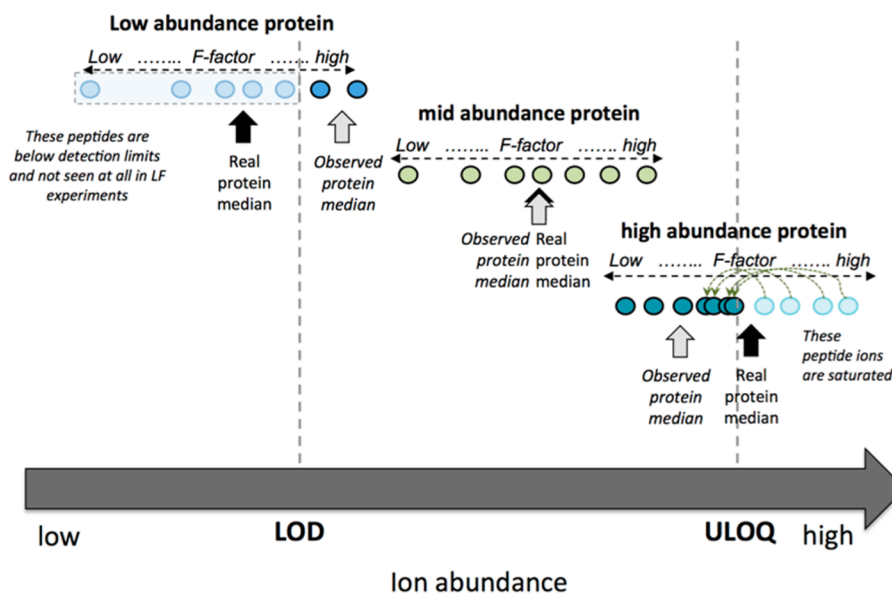 Low abundance protein
Low ........ F-factor ....... high
These peptides are
below detection limits
and not seen at all in LF
experiments
Real
protein
median
Observed
protein
median
mid abundance protein
Low ........ F-factor ....... high
Observed
protein
median
Real
protein
median
high abundance protein
Low ........ F-factor ....... high
Observed
protein
median
Real
protein
median
These
peptide ions
are saturated
low
LOD
ULOQ
high
Ion abundance